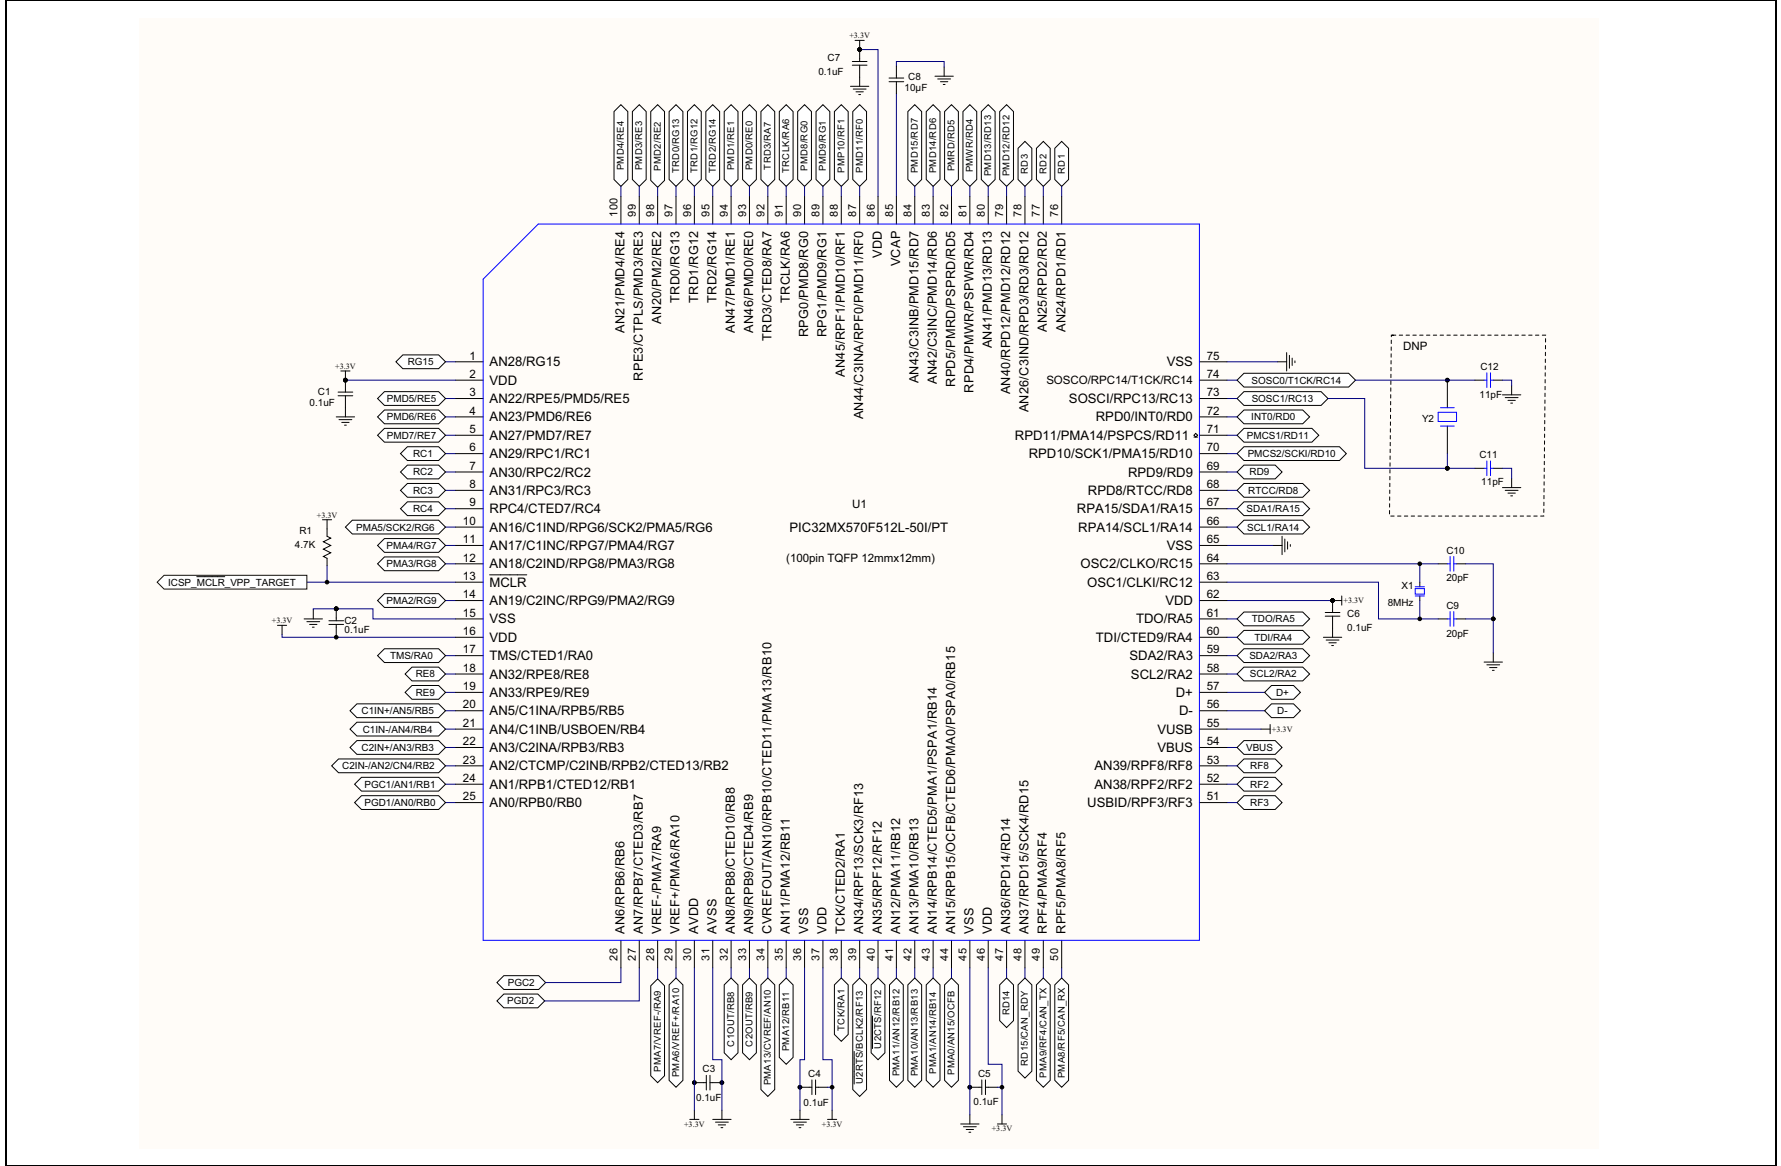 +3.3V
C7
0.1uF
C8
10µF
PMD4/RE4
PMD3/RE3
PMD2/RE2
TRD0/RG13
TRD1/RG12
TRD2/RG14
PMD1/RE1
PMD0/RE0
TRD3/RA7
TRCLK/RA6
PMD8/RG0
PMD9/RG1
PMP10/RF1
PMD11/RF0
PMD15/RD7
PMD14/RD6
PMRD/RD5
PMWR/RD4
PMD13/RD13
PMD12/RD12
RD3
RD2
RD1
100
99
98
97
96
95
94
93
92
91
90
89
88
87
86
85
84
83
82
81
80
79
78
77
76
AN21/PMD4/RE4
RPE3/CTPLS/PMD3/RE3
AN20/PM2/RE2
TRD0/RG13
TRD1/RG12
TRD2/RG14
AN47/PMD1/RE1
AN46/PMD0/RE0
TRD3/CTED8/RA7
TRCLK/RA6
RPG0/PMD8/RG0
RPG1/PMD9/RG1
AN45/RPF1/PMD10/RF1
AN44/C3INA/RPF0/PMD11/RF0
VDD
VCAP
AN43/C3INB/PMD15/RD7
AN42/C3INC/PMD14/RD6
RPD5/PMRD/PSPRD/RD5
RPD4/PMWR/PSPWR/RD4
AN41/PMD13/RD13
AN40/RPD12/PMD12/RD12
AN26/C3IND/RPD3/RD12
AN25/RPD2/RD2
AN24/RPD1/RD1
RG15 1 AN28/RG15
+3.3V
2 VDD
C1
0.1uF
PMD5/RE5 3 AN22/RPE5/PMD5/RE5
PMD6/RE6 4 AN23/PMD6/RE6
PMD7/RE7 5 AN27/PMD7/RE7
RC1 6 AN29/RPC1/RC1
RC2 7 AN30/RPC2/RC2
RC3 8 AN31/RPC3/RC3
RC4 9 RPC4/CTED7/RC4
PMA5/SCK2/RG6 10 AN16/C1IND/RPG6/SCK2/PMA5/RG6
+3.3V
R1
4.7K
PMA4/RG7 11 AN17/C1INC/RPG7/PMA4/RG7
PMA3/RG8 12 AN18/C2IND/RPG8/PMA3/RG8
ICSP_MCLR_VPP_TARGET 13 MCLR
PMA2/RG9 14 AN19/C2INC/RPG9/PMA2/RG9
15 VSS
+3.3V
C2
0.1uF
16 VDD
TMS/RA0 17 TMS/CTED1/RA0
RE8 18 AN32/RPE8/RE8
RE9 19 AN33/RPE9/RE9
C1IN+/AN5/RB5 20 AN5/C1INA/RPB5/RB5
C1IN-/AN4/RB4 21 AN4/C1INB/USBOEN/RB4
C2IN+/AN3/RB3 22 AN3/C2INA/RPB3/RB3
C2IN-/AN2/CN4/RB2 23 AN2/CTCMP/C2INB/RPB2/CTED13/RB2
PGC1/AN1/RB1 24 AN1/RPB1/CTED12/RB1
PGD1/AN0/RB0 25 AN0/RPB0/RB0
U1
PIC32MX570F512L-50I/PT
(100pin TQFP 12mmx12mm)
VSS 75
SOSCO/RPC14/T1CK/RC14 74 SOSC0/T1CK/RC14
SOSCI/RPC13/RC13 73 SOSC1/RC13
RPD0/INT0/RD0 72 INT0/RD0
RPD11/PMA14/PSPCS/RD11 71 PMCS1/RD11
RPD10/SCK1/PMA15/RD10 70 PMCS2/SCKI/RD10
RPD9/RD9 69 RD9
RPD8/RTCC/RD8 68 RTCC/RD8
RPA15/SDA1/RA15 67 SDA1/RA15
RPA14/SCL1/RA14 66 SCL1/RA14
VSS 65
OSC2/CLKO/RC15 64
OSC1/CLKI/RC12 63
VDD 62 +3.3V
C6
0.1uF
TDO/RA5 61 TDO/RA5
TDI/CTED9/RA4 60 TDI/RA4
SDA2/RA3 59 SDA2/RA3
SCL2/RA2 58 SCL2/RA2
D+ 57 D+
D- 56 D-
VUSB 55 +3.3V
VBUS 54 VBUS
AN39/RPF8/RF8 53 RF8
AN38/RPF2/RF2 52 RF2
USBID/RPF3/RF3 51 RF3
DNP
C12
11pF
Y2
C11
11pF
C10
20pF
X1
8MHz
C9
20pF
AN6/RPB6/RB6
AN7/RPB7/CTED3/RB7
VREF-/PMA7/RA9
VREF+/PMA6/RA10
AVDD
AVSS
AN8/RPB8/CTED10/RB8
AN9/RPB9/CTED4/RB9
CVREFOUT/AN10/RPB10/CTED11/PMA13/RB10
AN11/PMA12/RB11
VSS
VDD
TCK/CTED2/RA1
AN34/RPF13/SCK3/RF13
AN35/RPF12/RF12
AN12/PMA11/RB12
AN13/PMA10/RB13
AN14/RPB14/CTED5/PMA1/PSPA1/RB14
AN15/RPB15/OCFB/CTED6/PMA0/PSPA0/RB15
VSS
VDD
AN36/RPD14/RD14
AN37/RPD15/SCK4/RD15
RPF4/PMA9/RF4
RPF5/PMA8/RF5
26
27
28
29
30
31
32
33
34
35
36
37
38
39
40
41
42
43
44
45
46
47
48
49
50
PGC2
PGD2
PMA7/VREF-/RA9
PMA6/VREF+/RA10
C1OUT/RB8
C2OUT/RB9
PMA13/CVREF/AN10
PMA12/RB11
TCK/RA1
U2RTS/BCLK2/RF13
U2CTS/RF12
PMA11/AN12/RB12
PMA10/AN13/RB13
PMA1/AN14/RB14
PMA0/AN15/OCFB
RD14
RD15/CAN_RDY
PMA9/RF4/CAN_TX
PMA8/RF5/CAN_RX
C3
0.1uF
+3.3V
C4
0.1uF
+3.3V
C5
0.1uF
+3.3V